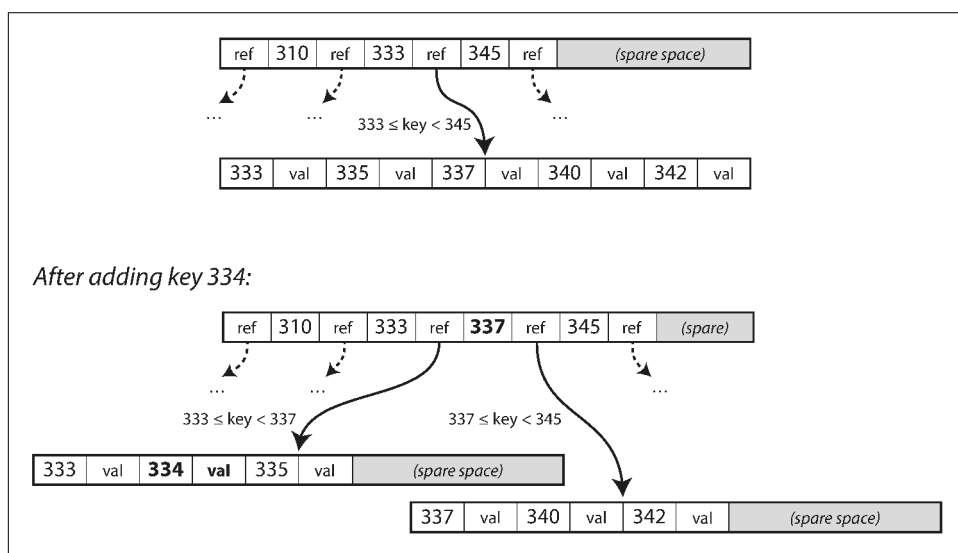 ref 310 ref 333 ref 345 ref (spare space)
... ... ...
333 ≤ key < 345
333 val 335 val 337 val 340 val 342 val
After adding key 334:
ref 310 ref 333 ref 337 ref 345 ref (spare)
... ... ...
333 ≤ key < 337 337 ≤ key < 345
333 val 334 val 335 val (spare space)
337 val 340 val 342 val (spare space)